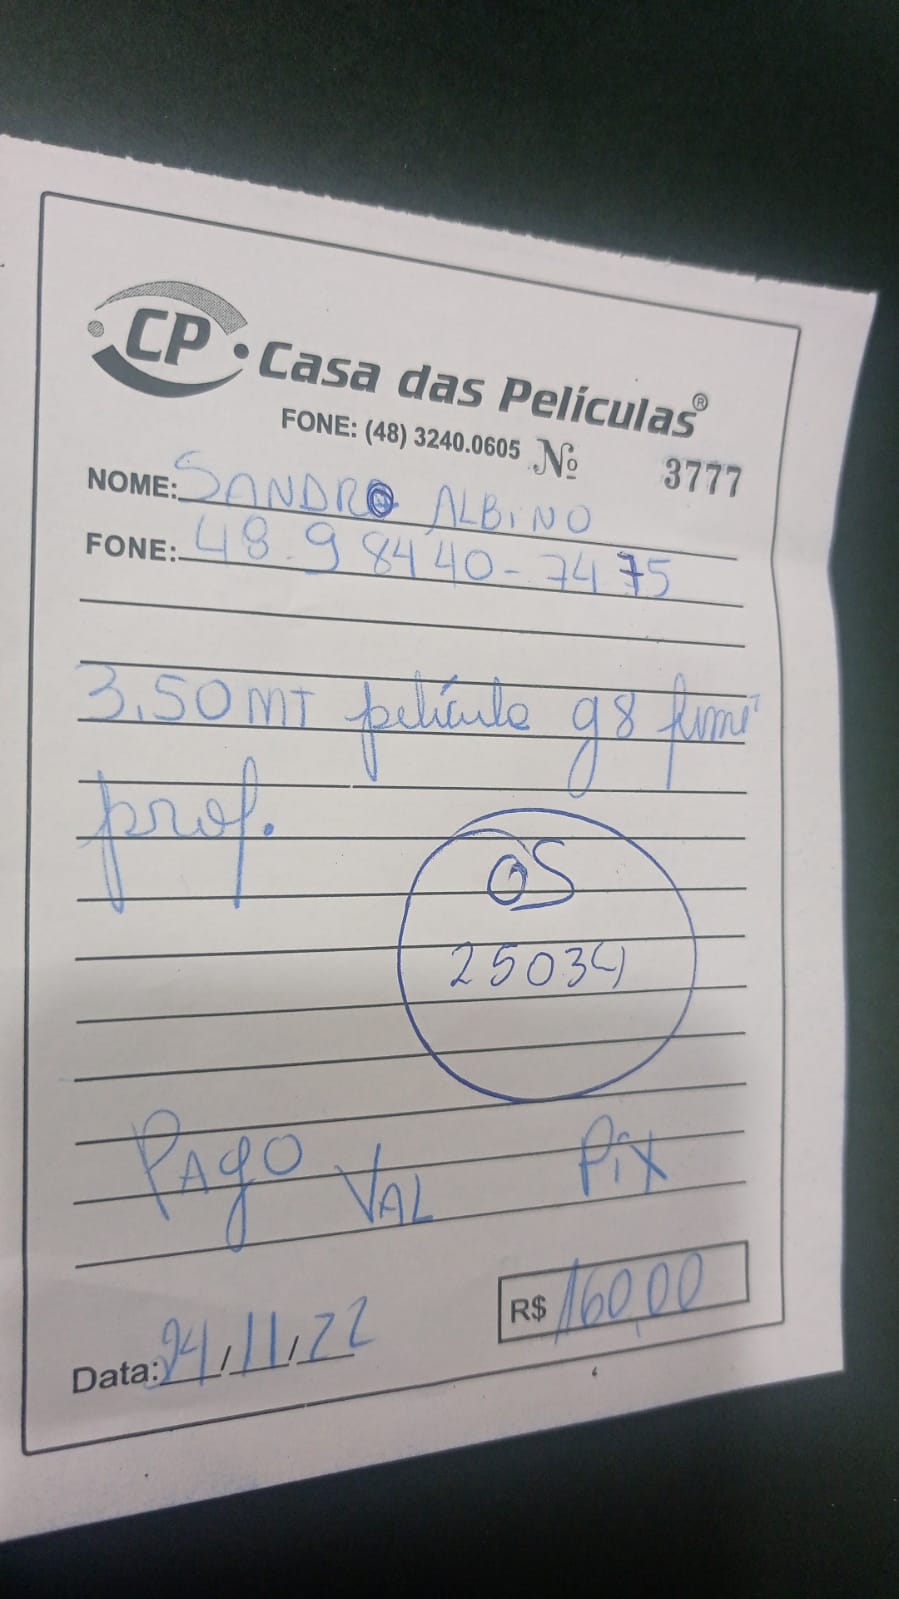 CP
Casa das Películas®
FONE: (48) 3240.0605 Nº 3777
NOME: SANDRO ALBINO
FONE: 48-98440-7475
3,50MT película g8 fumê
prof.
OS
25034
PAgO VAL Pix
R$ 160,00
Data: 24/11/22